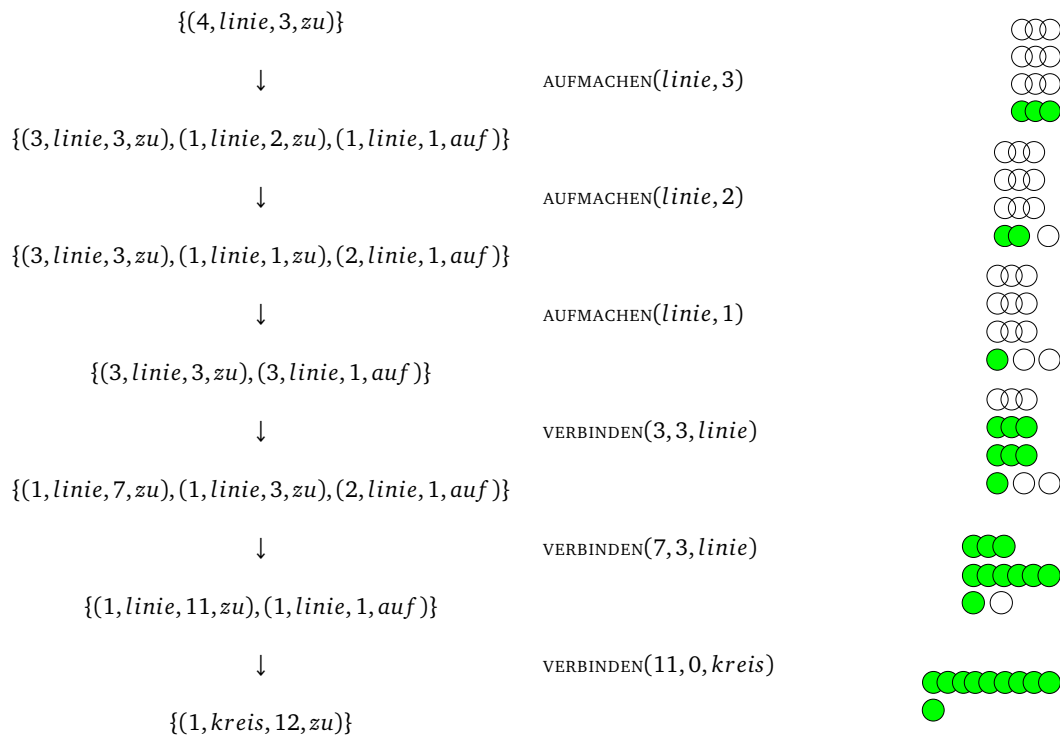 {(4, linie, 3, zu)}
↓ AUFMACHEN(linie, 3)
{(3, linie, 3, zu), (1, linie, 2, zu), (1, linie, 1, auf)}
↓ AUFMACHEN(linie, 2)
{(3, linie, 3, zu), (1, linie, 1, zu), (2, linie, 1, auf)}
↓ AUFMACHEN(linie, 1)
{(3, linie, 3, zu), (3, linie, 1, auf)}
↓ VERBINDEN(3, 3, linie)
{(1, linie, 7, zu), (1, linie, 3, zu), (2, linie, 1, auf)}
↓ VERBINDEN(7, 3, linie)
{(1, linie, 11, zu), (1, linie, 1, auf)}
↓ VERBINDEN(11, 0, kreis)
{(1, kreis, 12, zu)}